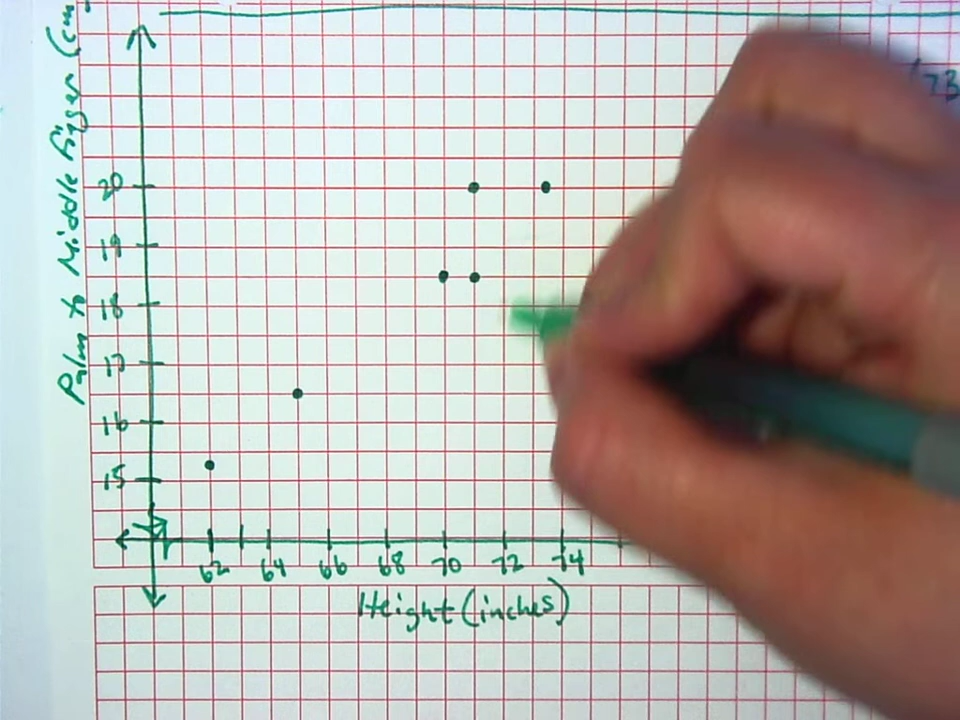 Palm to Middle finger (cm
(73
20
19
18
17
16
15
62 64 66 68 70 72 74
Height (inches)